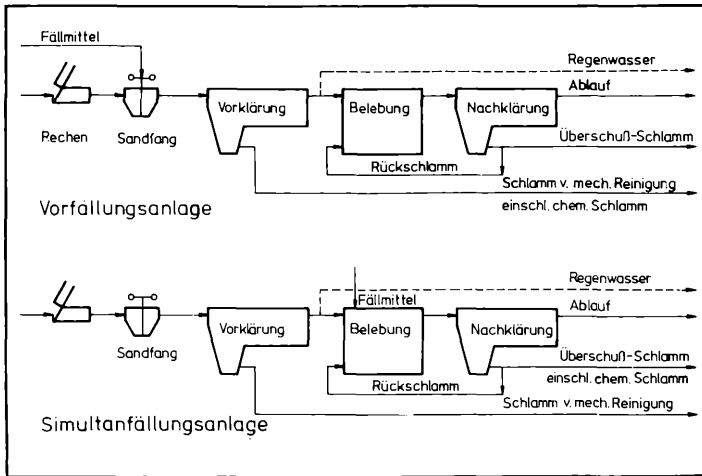 Fällmittel
Regenwasser
Ablauf
Vorklärung
Belebung
Nachklärung
Rechen
Sandfang
Überschuß-Schlamm
Rückschlamm
Schlamm v. mech. Reinigung
einschl. chem. Schlamm
Vorfällungsanlage
Regenwasser
Fällmittel
Ablauf
Vorklärung
Belebung
Nachklärung
Sandfang
Überschuß-Schlamm
einschl. chem. Schlamm
Rückschlamm
Schlamm v. mech. Reinigung
Simultanfällungsanlage